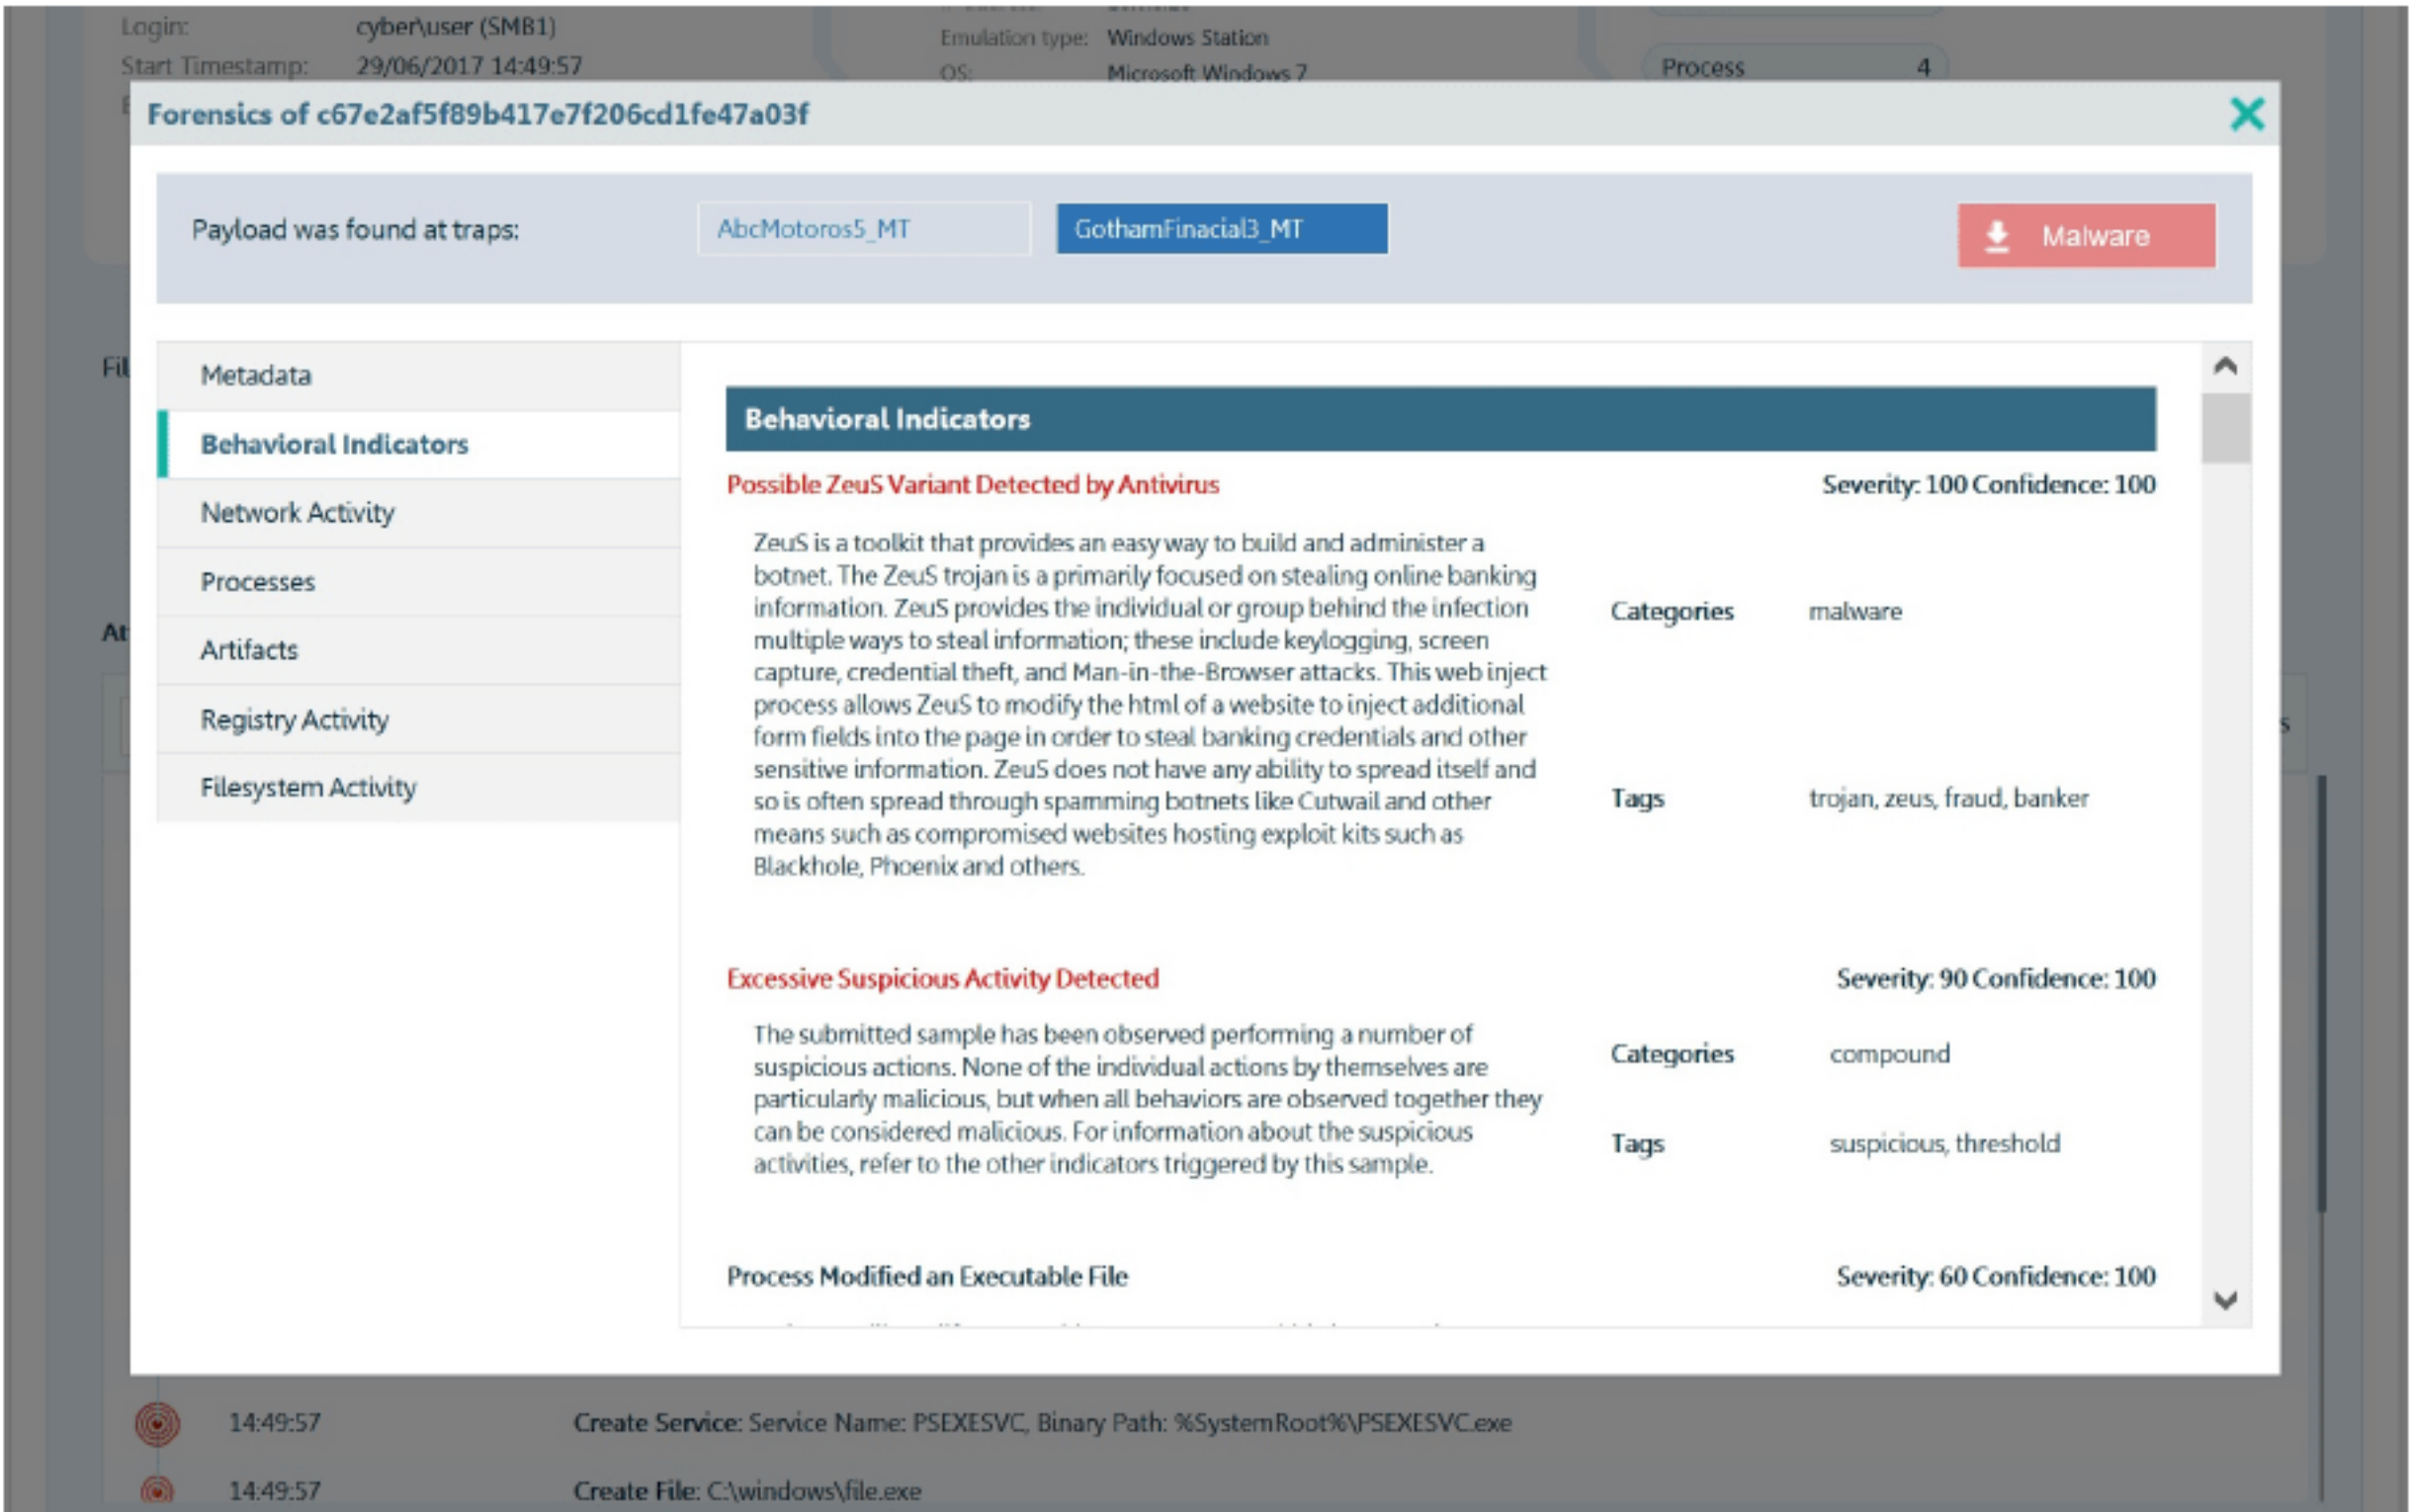 Login: cyber\user (SMB1)
Emulation type: Windows Station
Start Timestamp: 29/06/2017 14:49:57
OS: Microsoft Windows 7
Process 4
Forensics of c67e2af5f89b417e7f206cd1fe47a03f
Payload was found at traps:
AbcMotoros5_MT
GothamFinacial3_MT
Malware
Fil
At
s
Metadata
Behavioral Indicators
Network Activity
Processes
Artifacts
Registry Activity
Filesystem Activity
Behavioral Indicators
Possible ZeuS Variant Detected by Antivirus
Severity: 100 Confidence: 100
ZeuS is a toolkit that provides an easy way to build and administer a
botnet. The ZeuS trojan is a primarily focused on stealing online banking
information. ZeuS provides the individual or group behind the infection
multiple ways to steal information; these include keylogging, screen
capture, credential theft, and Man-in-the-Browser attacks. This web inject
process allows ZeuS to modify the html of a website to inject additional
form fields into the page in order to steal banking credentials and other
sensitive information. ZeuS does not have any ability to spread itself and
so is often spread through spamming botnets like Cutwail and other
means such as compromised websites hosting exploit kits such as
Blackhole, Phoenix and others.
Categories malware
Tags trojan, zeus, fraud, banker
Excessive Suspicious Activity Detected
Severity: 90 Confidence: 100
The submitted sample has been observed performing a number of
suspicious actions. None of the individual actions by themselves are
particularly malicious, but when all behaviors are observed together they
can be considered malicious. For information about the suspicious
activities, refer to the other indicators triggered by this sample.
Categories compound
Tags suspicious, threshold
Process Modified an Executable File
Severity: 60 Confidence: 100
14:49:57 Create Service: Service Name: PSEXESVC, Binary Path: %SystemRoot%\PSEXESVC.exe
14:49:57 Create File: C:\windows\file.exe